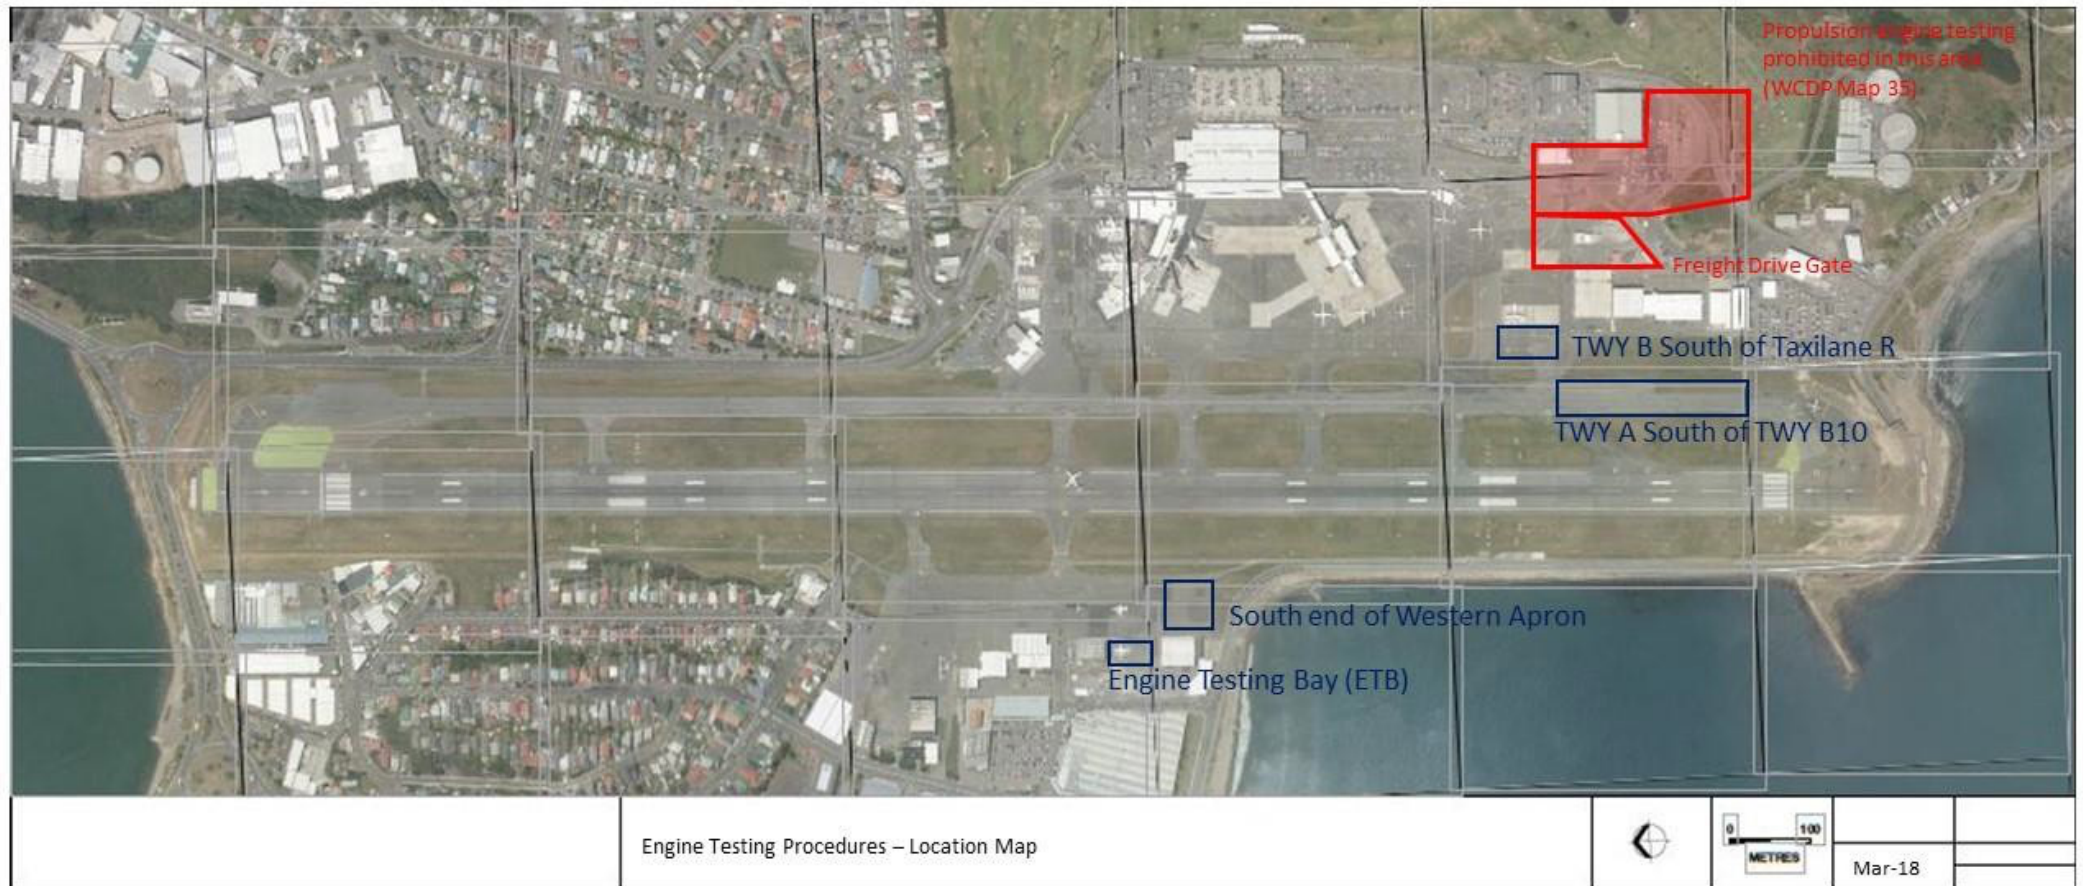 Propulsion engine testing
prohibited in this area
(WCDP Map 35)
Freight Drive Gate
TWY B South of Taxilane R
TWY A South of TWY B10
South end of Western Apron
Engine Testing Bay (ETB)
Engine Testing Procedures – Location Map
0 100
METRES
Mar-18